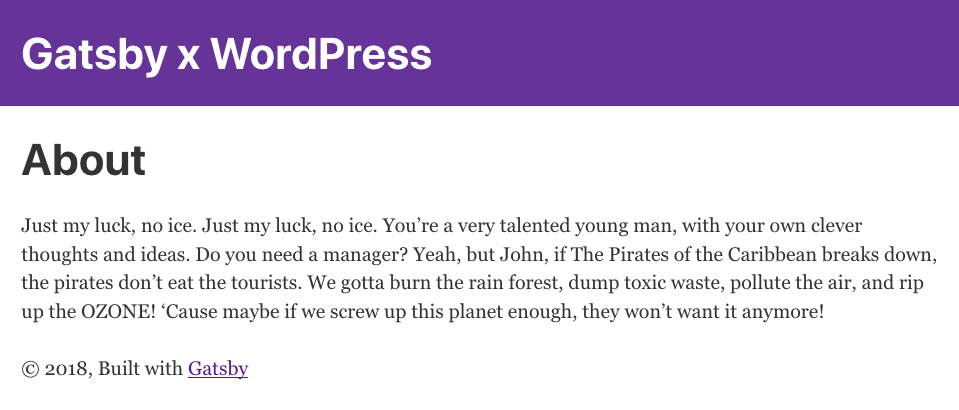 Gatsby x WordPress
About
Just my luck, no ice. Just my luck, no ice. You’re a very talented young man, with your own clever
thoughts and ideas. Do you need a manager? Yeah, but John, if The Pirates of the Caribbean breaks down,
the pirates don’t eat the tourists. We gotta burn the rain forest, dump toxic waste, pollute the air, and rip
up the OZONE! ‘Cause maybe if we screw up this planet enough, they won’t want it anymore!
© 2018, Built with Gatsby